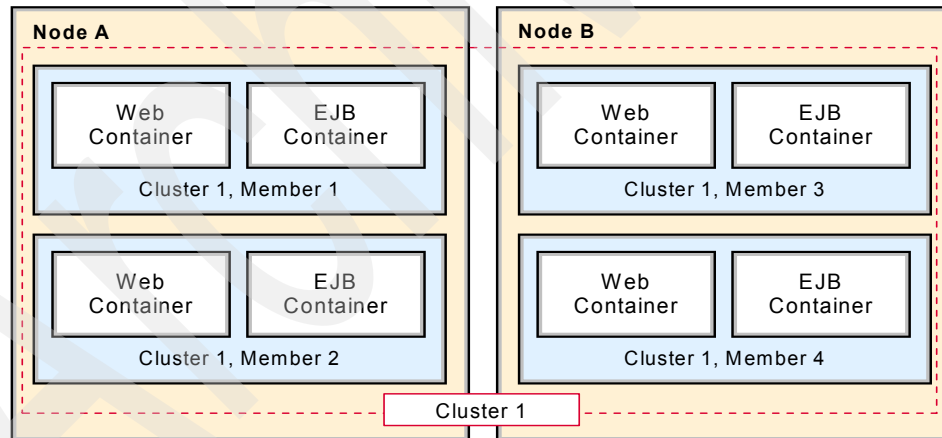 Node A
Web
Container
EJB
Container
Cluster 1, Member 1
Web
Container
EJB
Container
Cluster 1, Member 2
Node B
Web
Container
EJB
Container
Cluster 1, Member 3
Web
Container
EJB
Container
Cluster 1, Member 4
Cluster 1